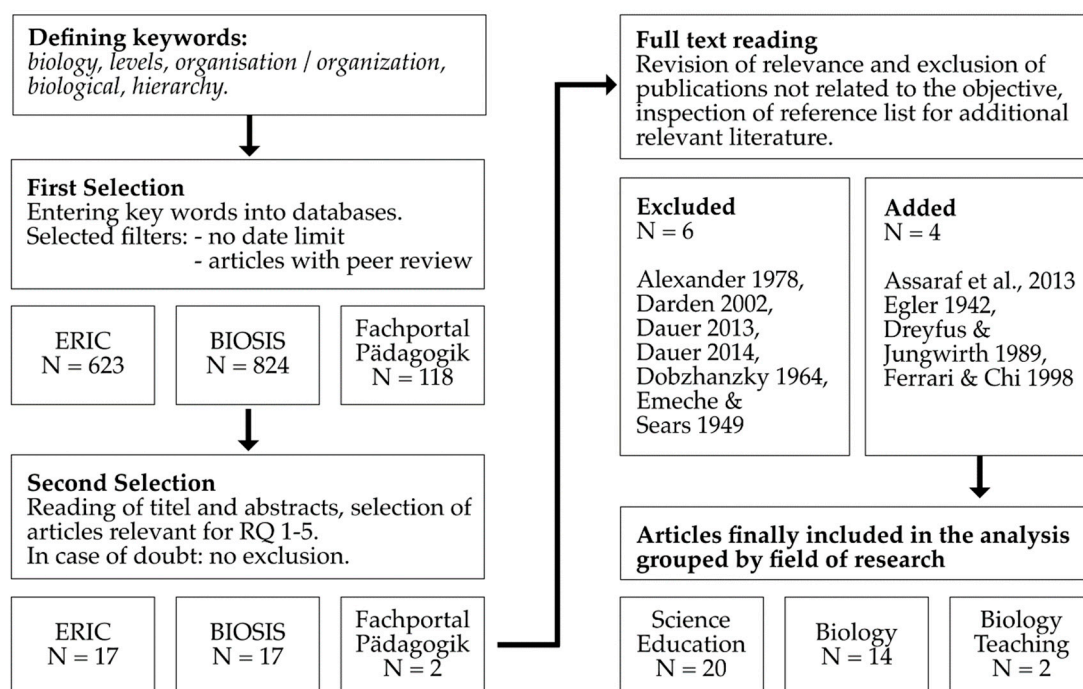 Defining keywords:
biology, levels, organisation / organization,
biological, hierarchy.
First Selection
Entering key words into databases.
Selected filters: - no date limit
- articles with peer review
ERIC
N = 623
BIOSIS
N = 824
Fachportal
Pädagogik
N = 118
Second Selection
Reading of titel and abstracts, selection of
articles relevant for RQ 1-5.
In case of doubt: no exclusion.
ERIC
N = 17
BIOSIS
N = 17
Fachportal
Pädagogik
N = 2
Full text reading
Revision of relevance and exclusion of
publications not related to the objective,
inspection of reference list for additional
relevant literature.
Excluded
N = 6
Alexander 1978,
Darden 2002,
Dauer 2013,
Dauer 2014,
Dobzhanzky 1964,
Emeche &
Sears 1949
Added
N = 4
Assaraf et al., 2013
Egler 1942,
Dreyfus &
Jungwirth 1989,
Ferrari & Chi 1998
Articles finally included in the analysis
grouped by field of research
Science
Education
N = 20
Biology
N = 14
Biology
Teaching
N = 2